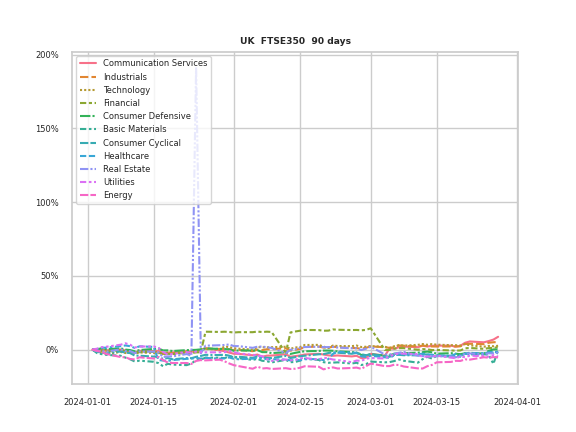 UK FTSE350 90 days
200%
150%
100%
50%
0%
Communication Services
Industrials
Technology
Financial
Consumer Defensive
Basic Materials
Consumer Cyclical
Healthcare
Real Estate
Utilities
Energy
2024-01-01
2024-01-15
2024-02-01
2024-02-15
2024-03-01
2024-03-15
2024-04-01